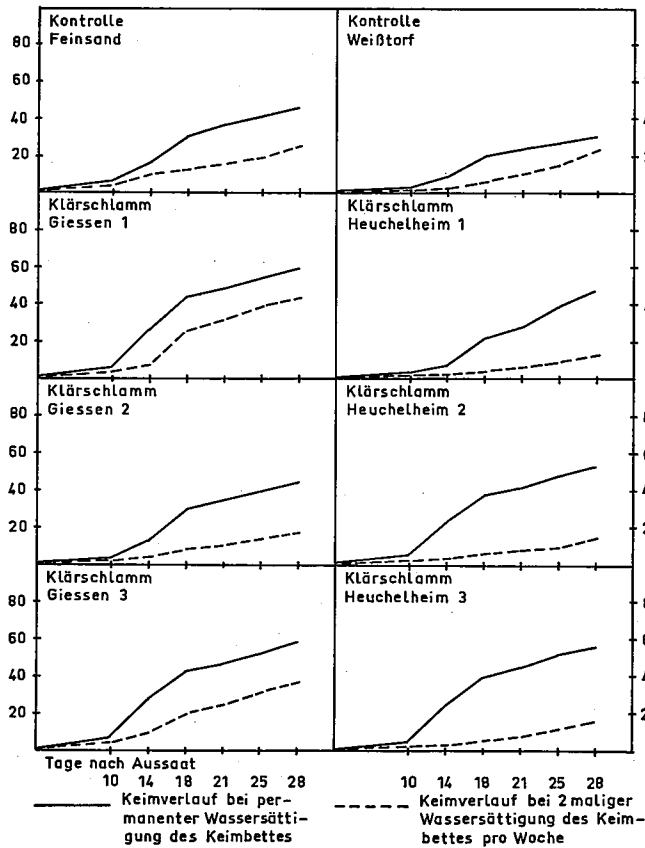 Kontrolle
Feinsand
80
60
40
20
Kontrolle
Weißtorf
Klärschlamm
Giessen 1
80
60
40
20
Klärschlamm
Heuchelheim 1
Klärschlamm
Giessen 2
80
60
40
20
Klärschlamm
Heuchelheim 2
Klärschlamm
Giessen 3
80
60
40
20
Klärschlamm
Heuchelheim 3
Tage nach Aussaat
10 14 18 21 25 28
10 14 18 21 25 28
Keimverlauf bei per-
manenter Wassersätti-
gung des Keimbettes
Keimverlauf bei 2maliger
Wassersättigung des Keim-
bettes pro Woche